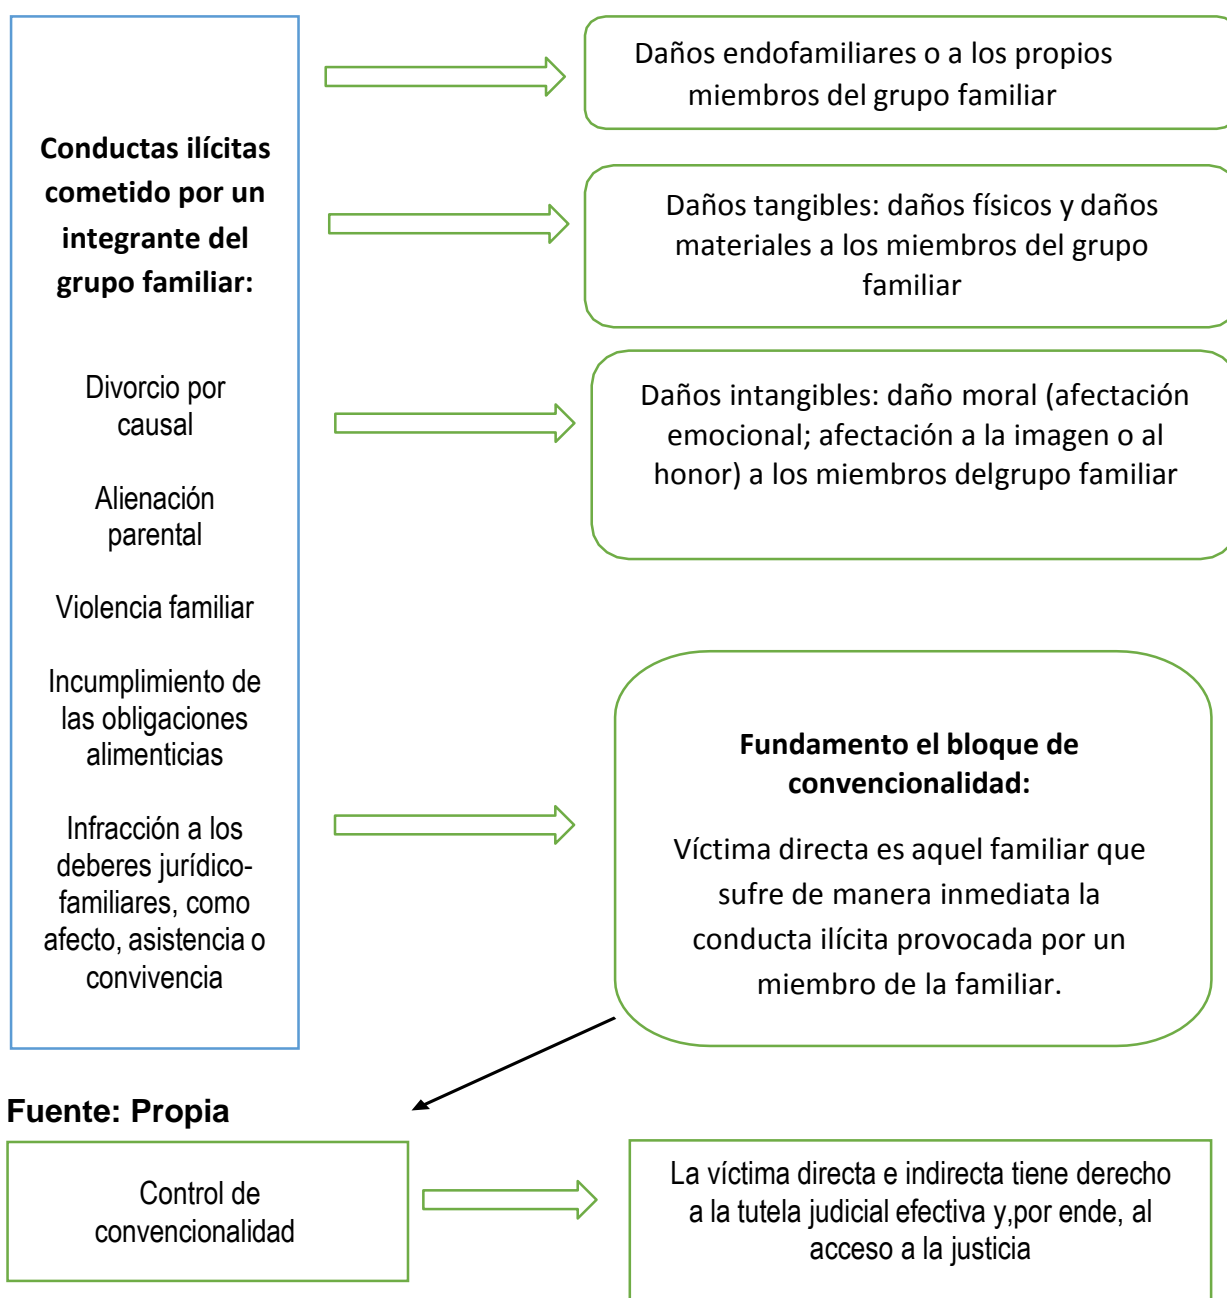 Conductas ilícitas
cometido por un
integrante del
grupo familiar:
Divorcio por
causal
Alienación
parental
Violencia familiar
Incumplimiento de
las obligaciones
alimenticias
Infracción a los
deberes jurídico-
familiares, como
afecto, asistencia o
convivencia
Daños endofamiliares o a los propios
miembros del grupo familiar
Daños tangibles: daños físicos y daños
materiales a los miembros del grupo
familiar
Daños intangibles: daño moral (afectación
emocional; afectación a la imagen o al
honor) a los miembros delgrupo familiar
Fundamento el bloque de
convencionalidad:
Víctima directa es aquel familiar que
sufre de manera inmediata la
conducta ilícita provocada por un
miembro de la familiar.
Fuente: Propia
Control de
convencionalidad
La víctima directa e indirecta tiene derecho
a la tutela judicial efectiva y,por ende, al
acceso a la justicia